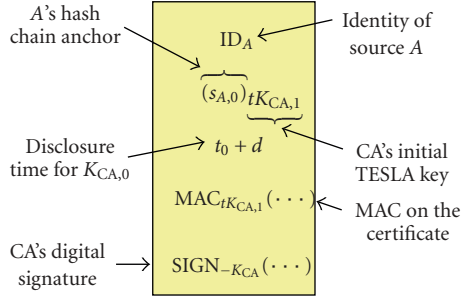 A's hash
chain anchor
ID_A
Identity of
source A
(s_{A,0})tK_{CA,1}
Disclosure
time for K_{CA,0}
t_0 + d
CA's initial
TESLA key
MAC_{tK_{CA,1}}(· · ·)
MAC on the
certificate
CA's digital
signature
SIGN_{−K_{CA}}(· · ·)